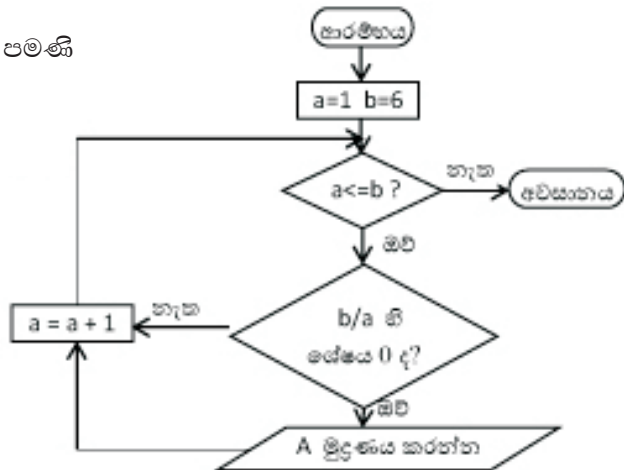 ආරම්භය
පමණි
a=1 b=6
a<=b ?
නැත
අවසානය
ඔව්
b/a හි
ශේෂය 0 ද?
නැත
a = a + 1
ඔව්
A මුද්‍රණය කරන්න